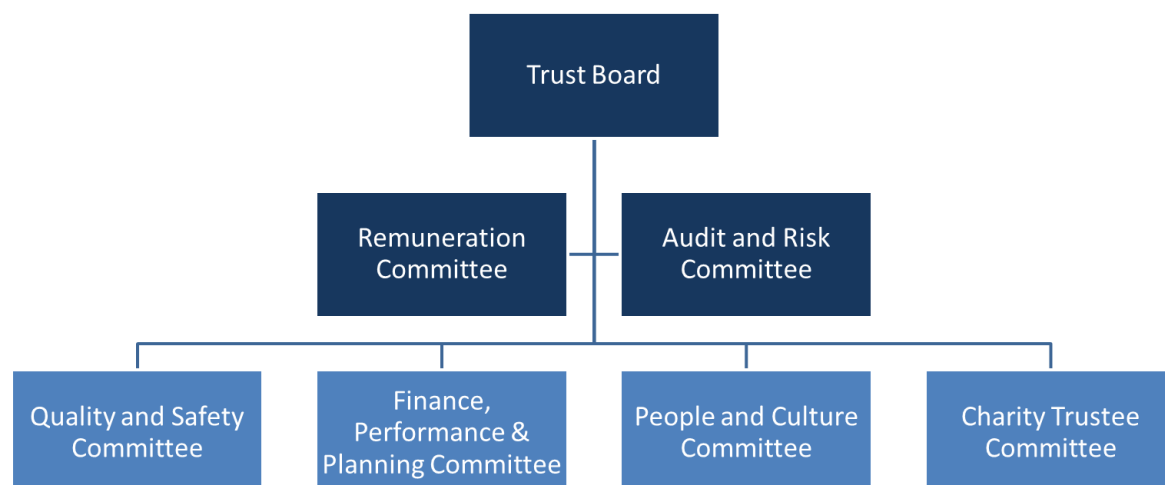 Trust Board
Remuneration
Committee
Audit and Risk
Committee
Quality and Safety
Committee
Finance,
Performance &
Planning Committee
People and Culture
Committee
Charity Trustee
Committee